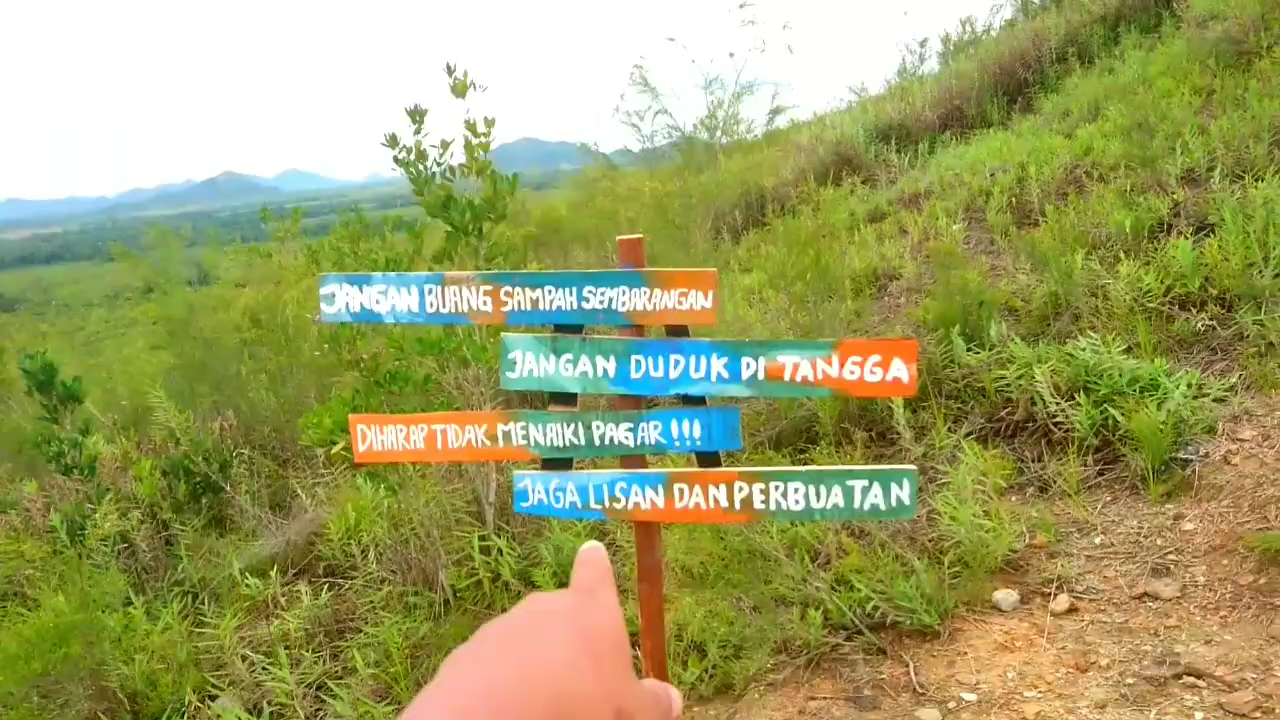 JANGAN BUANG SAMPAH SEMBARANGAN
JANGAN DUDUK DI TANGGA
DIHARAP TIDAK MENAIKI PAGAR !!!
JAGA LISAN DAN PERBUATAN